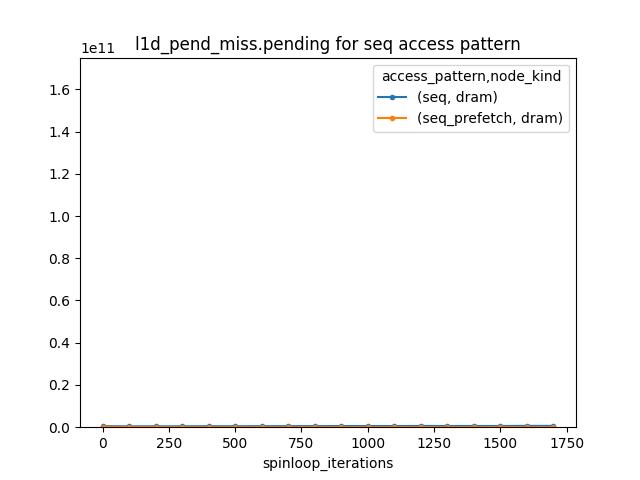 l1d_pend_miss.pending for seq access pattern
1e11
access_pattern,node_kind
(seq, dram)
(seq_prefetch, dram)
1.6
1.4
1.2
1.0
0.8
0.6
0.4
0.2
0.0
0 250 500 750 1000 1250 1500 1750
spinloop_iterations